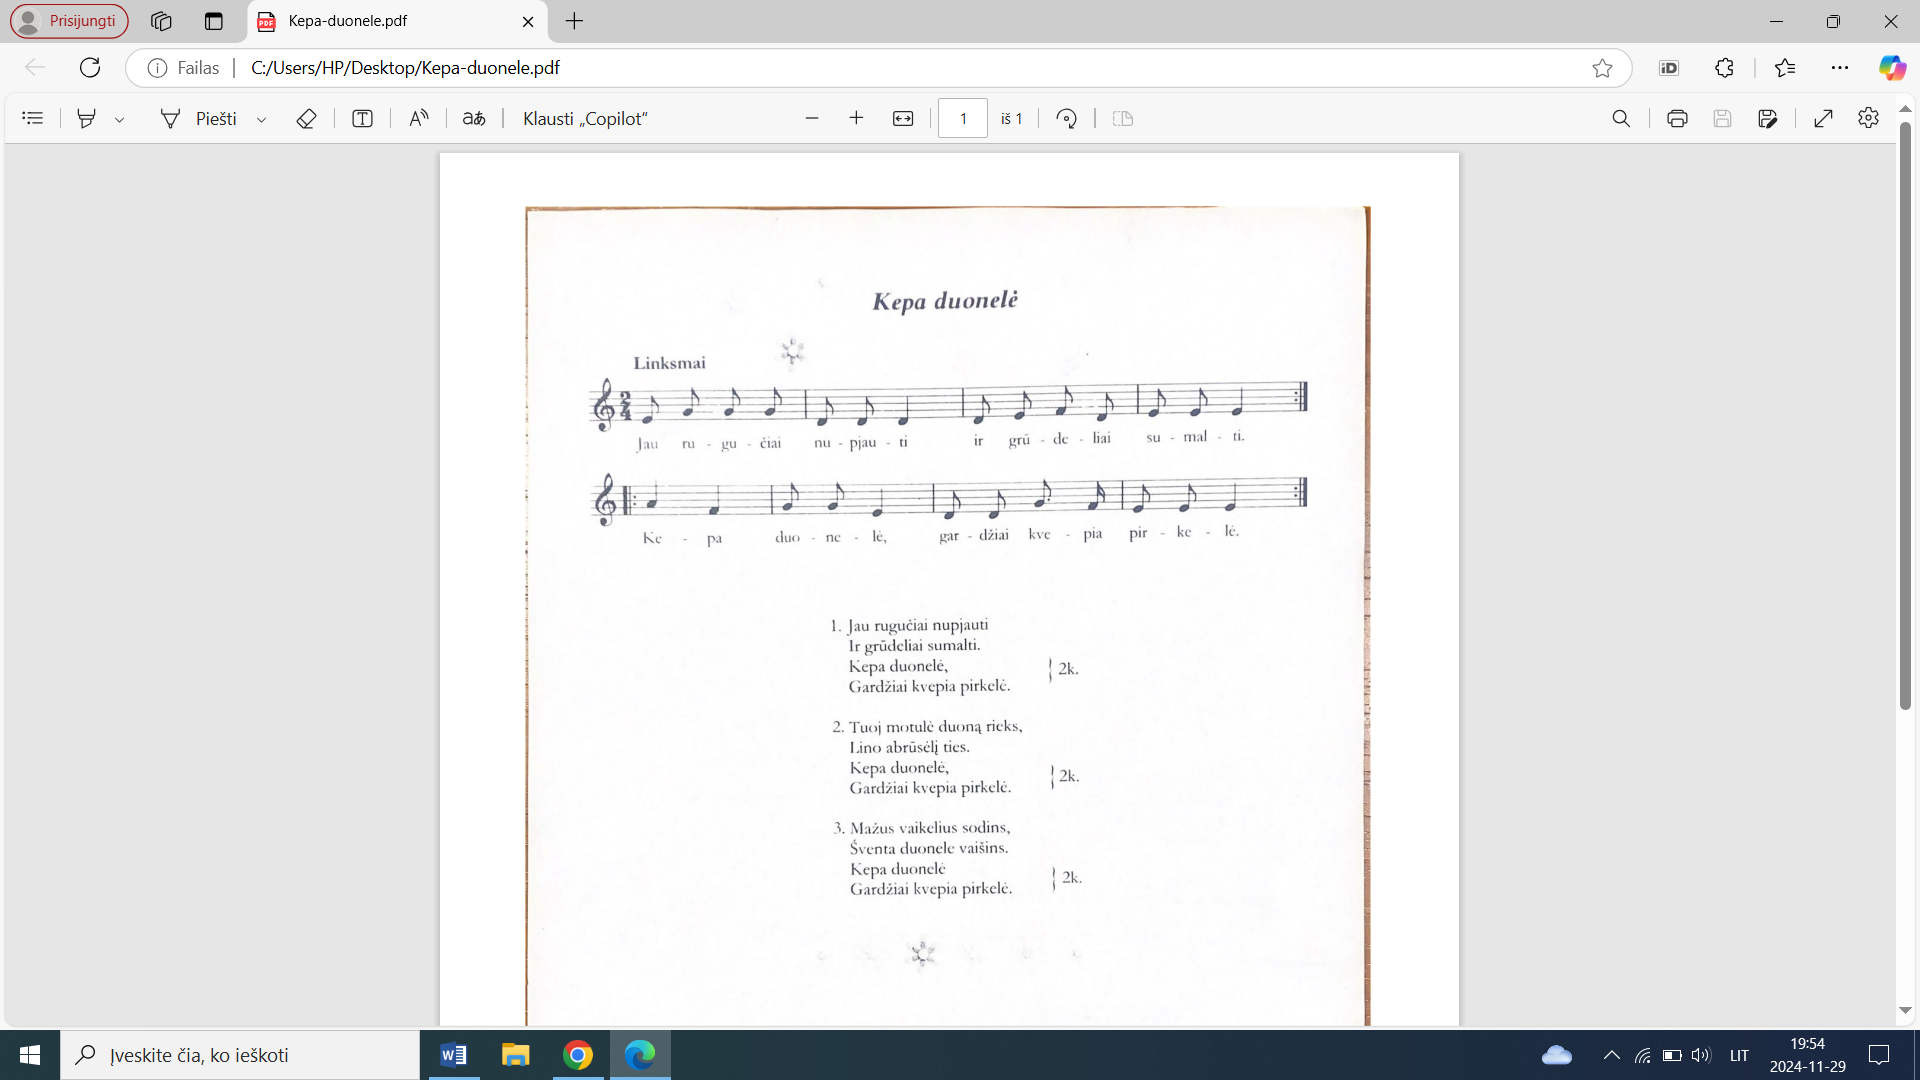 Prisijungti
Kepa-duonele.pdf
Failas
C:/Users/HP/Desktop/Kepa-duonele.pdf
Piešti
Klausti „Copilot“
1
iš 1
Kepa duonelė
Linksmai
2
4
Jau ru - gu - čiai nu - pjau - ti ir grū - de - liai su - mal - ti.
Ke - pa duo - ne - lė, gar - džiai kve - pia pir - ke - lė.
1. Jau rugučiai nupjauti
Ir grūdeliai sumalti.
Kepa duonelė,
Gardžiai kvepia pirkelė.
2k.
2. Tuoj motulė duoną rieks,
Lino abrūsėlį ties.
Kepa duonelė,
Gardžiai kvepia pirkelė.
2k.
3. Mažus vaikelius sodins,
Šventa duonele vaišins.
Kepa duonelė
Gardžiai kvepia pirkelė.
2k.
Įveskite čia, ko ieškoti
LIT
19:54
2024-11-29